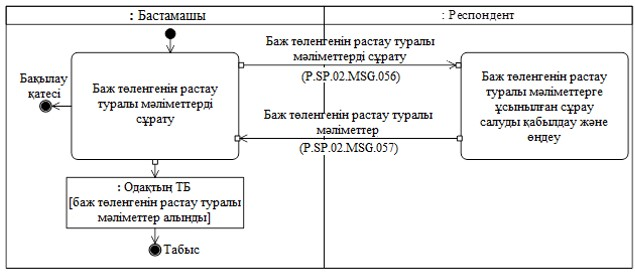 : Бастамашы
: Респондент
Баж төленгенін растау туралы
мәліметтерді сұрату
(P.SP.02.MSG.056)
Бақылау
қатесі
Баж төленгенін растау
туралы мәліметтерді
сұрату
Баж төленгенін растау
туралы мәліметтерге
ұсынылған сұрау
салуды қабылдау және
өңдеу
Баж төленгенін растау туралы
мәліметтер
(P.SP.02.MSG.057)
: Одақтың ТБ
[баж төленгенін растау туралы
мәліметтер алынды]
Табыс